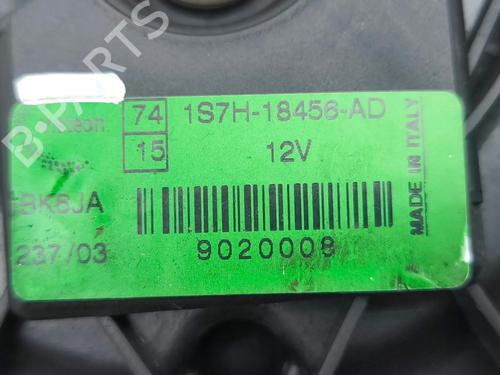 74 1S7H-18456-AD
15 12V
BK6JA
237/03
9020008
MADE IN ITALY
B-PARTS